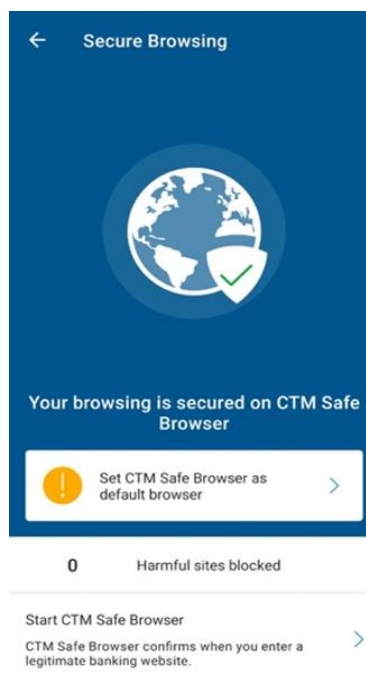 Secure Browsing
Your browsing is secured on CTM Safe
Browser
Set CTM Safe Browser as
default browser
0 Harmful sites blocked
Start CTM Safe Browser
CTM Safe Browser confirms when you enter a
legitimate banking website.